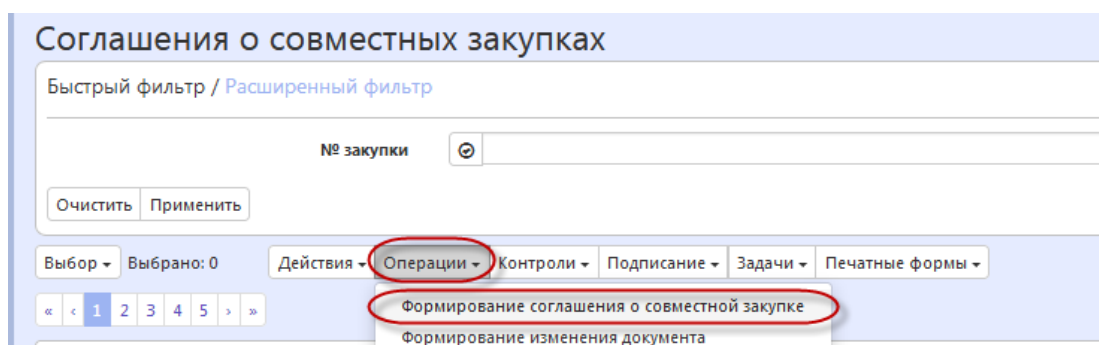 Соглашения о совместных закупках
Быстрый фильтр / Расширенный фильтр
№ закупки
Очистить Применить
Выбор Выбрано: 0 Действия Операции Контроли Подписание Задачи Печатные формы
« ‹ 1 2 3 4 5 › » Формирование соглашения о совместной закупке
Формирование изменения документа